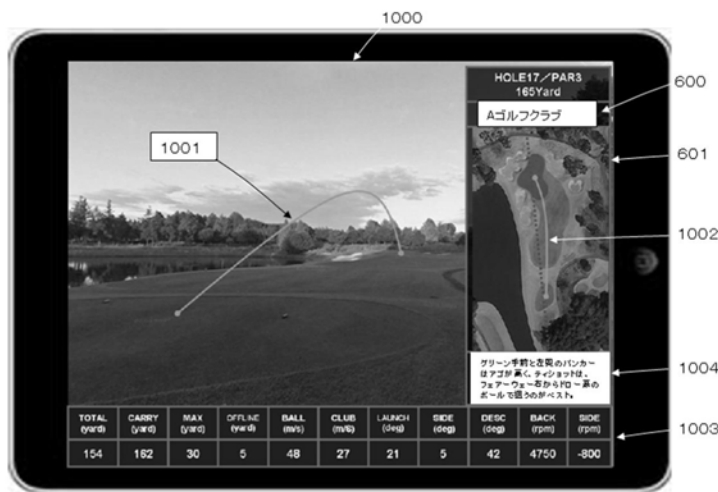 1000
HOLE17／PAR3
165Yard
600
Aゴルフクラブ
601
1001
1002
グリーン手前と左奥のバンカー
はアゴが高く、ティショットは、
フェアーウェー右からドロー系の
ボールで狙うのがベスト。
1004
TOTAL (yard) CARRY (yard) MAX (yard) OFFLINE (yard) BALL (m/s) CLUB (m/s) LAUNCH (deg) SIDE (deg) DESC (deg) BACK (rpm) SIDE (rpm)
1003
154 162 30 5 48 27 21 5 42 4750 -800